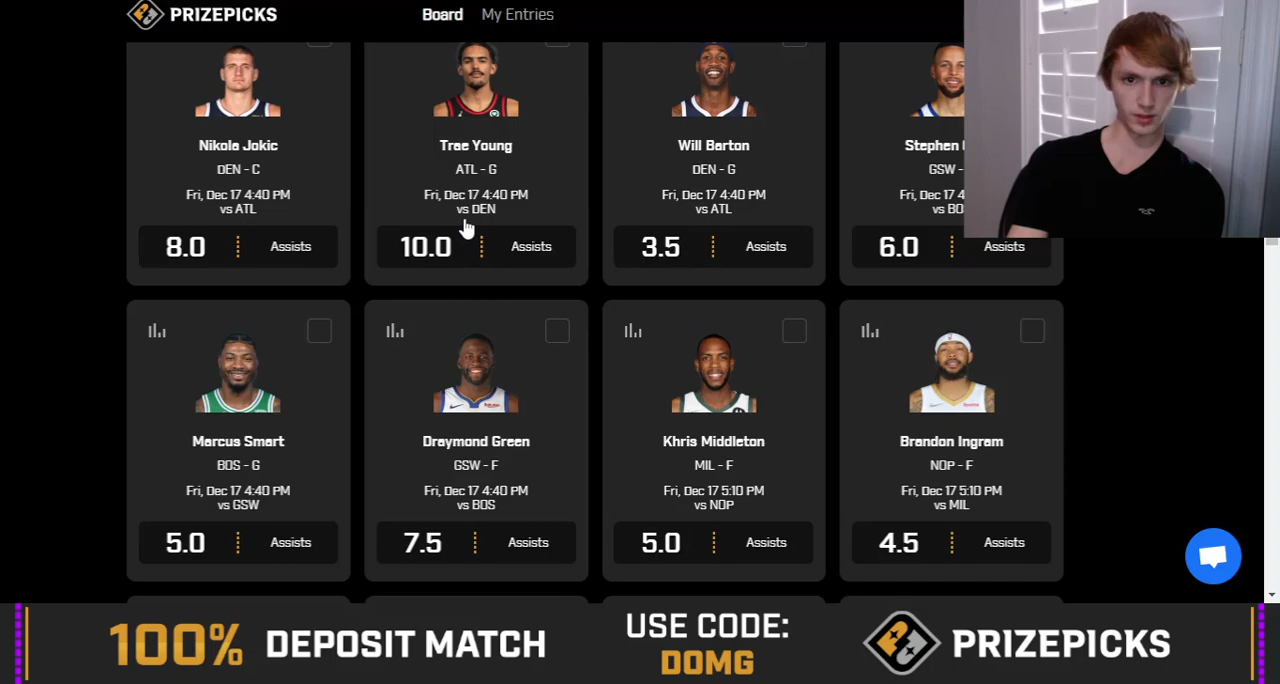 PRIZEPICKS
Board My Entries
Nikola Jokic
DEN - C
Fri, Dec 17 4:40 PM
vs ATL
8.0 Assists
Trae Young
ATL - G
Fri, Dec 17 4:40 PM
vs DEN
10.0 Assists
Will Barton
DEN - G
Fri, Dec 17 4:40 PM
vs ATL
3.5 Assists
Stephen
GSW -
Fri, Dec 17 4
vs BO
6.0 Assists
Marcus Smart
BOS - G
Fri, Dec 17 4:40 PM
vs GSW
5.0 Assists
Draymond Green
GSW - F
Fri, Dec 17 4:40 PM
vs BOS
7.5 Assists
Khris Middleton
MIL - F
Fri, Dec 17 5:10 PM
vs NOP
5.0 Assists
Brandon Ingram
NOP - F
Fri, Dec 17 5:10 PM
vs MIL
4.5 Assists
100% DEPOSIT MATCH
USE CODE:
DOMG
PRIZEPICKS